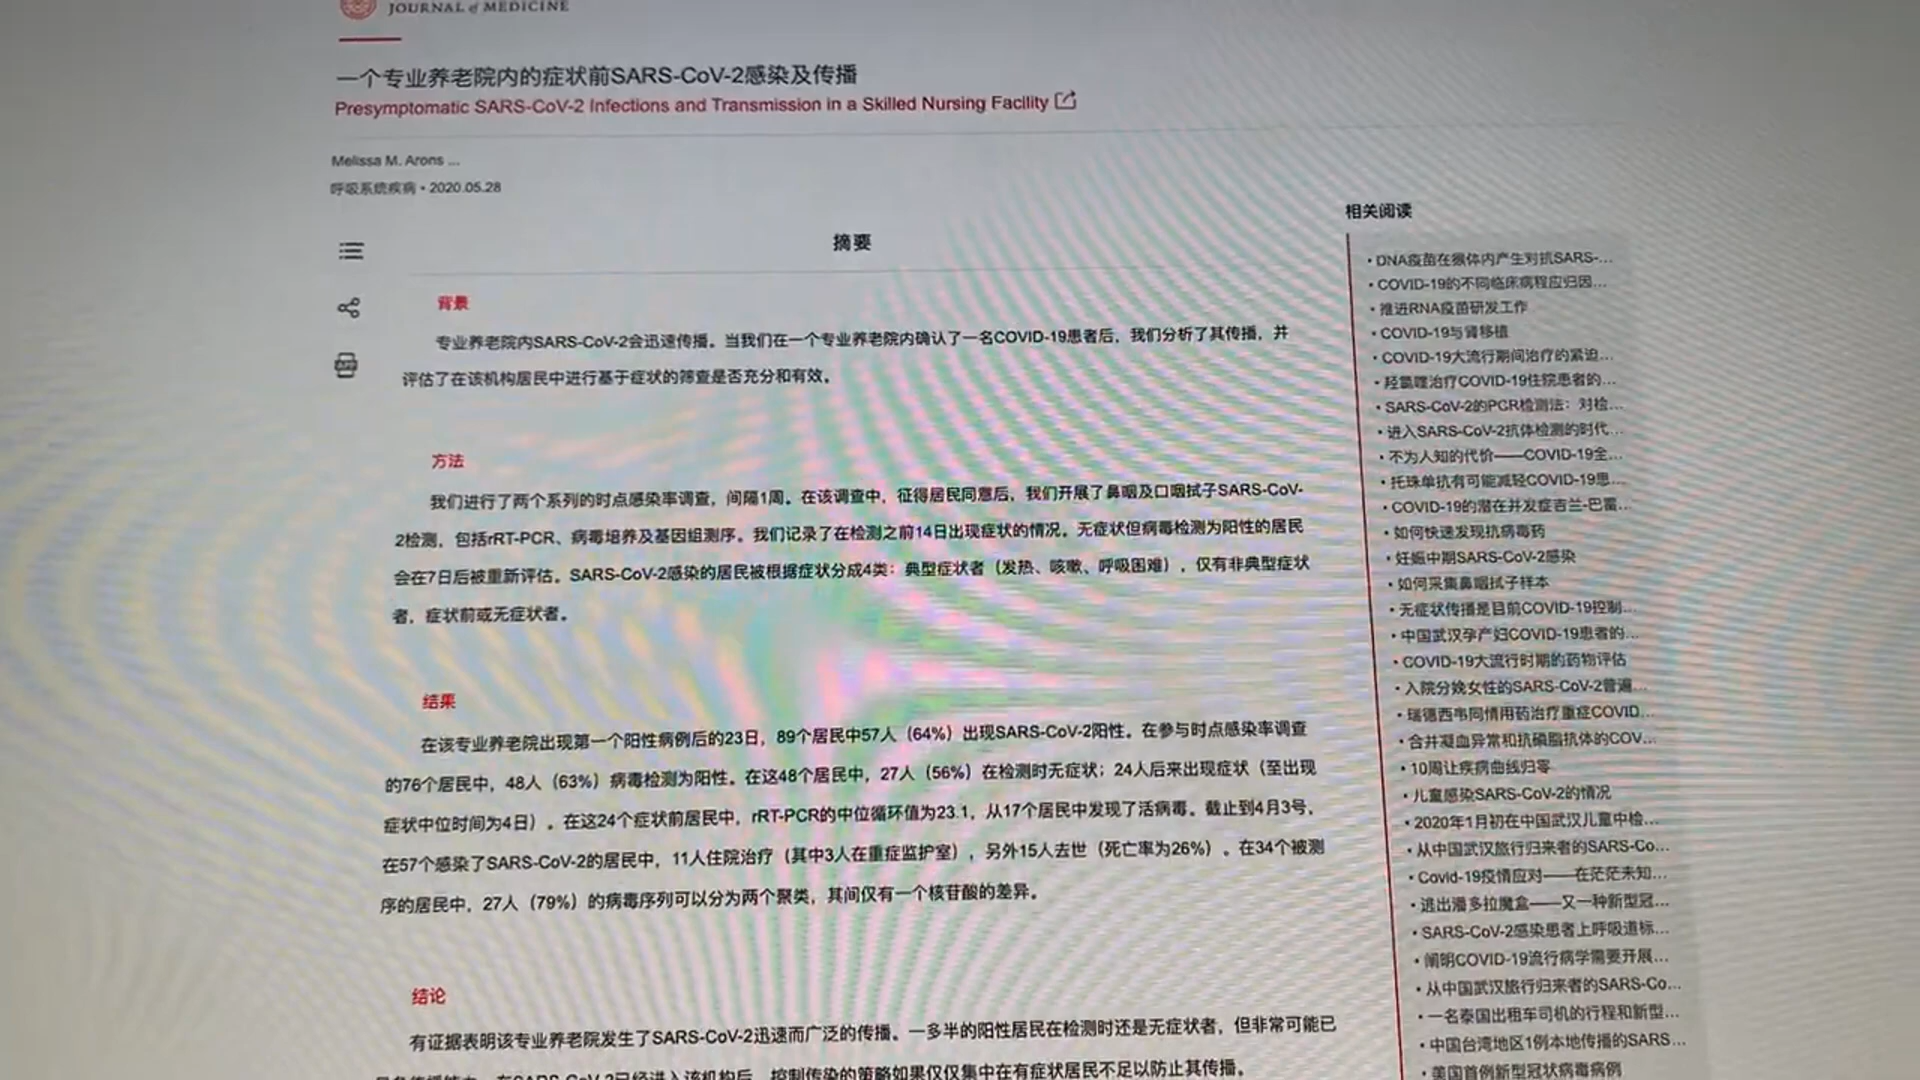 JOURNAL of MEDICINE
一个专业养老院内的症状前SARS-CoV-2感染及传播
Presymptomatic SARS-CoV-2 Infections and Transmission in a Skilled Nursing Facility
Melissa M. Arons ...
呼吸系统疾病 • 2020.05.28
摘要
背景
专业养老院内SARS-CoV-2会迅速传播。当我们在一个专业养老院内确认了一名COVID-19患者后，我们分析了其传播，并
评估了在该机构居民中进行基于症状的筛查是否充分和有效。
方法
我们进行了两个系列的时点感染率调查，间隔1周。在该调查中，征得居民同意后，我们开展了鼻咽及口咽拭子SARS-CoV-
2检测，包括rRT-PCR、病毒培养及基因组测序。我们记录了在检测之前14日出现症状的情况。无症状但病毒检测为阳性的居民
会在7日后被重新评估。SARS-CoV-2感染的居民被根据症状分成4类：典型症状者（发热、咳嗽、呼吸困难），仅有非典型症状
者，症状前或无症状者。
结果
在该专业养老院出现第一个阳性病例后的23日，89个居民中57人（64%）出现SARS-CoV-2阳性。在参与时点感染率调查
的76个居民中，48人（63%）病毒检测为阳性。在这48个居民中，27人（56%）在检测时无症状；24人后来出现症状（至出现
症状中位时间为4日）。在这24个症状前居民中，rRT-PCR的中位循环值为23.1，从17个居民中发现了活病毒。截止到4月3号，
在57个感染了SARS-CoV-2的居民中，11人住院治疗（其中3人在重症监护室），另外15人去世（死亡率为26%）。在34个被测
序的居民中，27人（79%）的病毒序列可以分为两个聚类，其间仅有一个核苷酸的差异。
结论
有证据表明该专业养老院发生了SARS-CoV-2迅速而广泛的传播。一多半的阳性居民在检测时还是无症状者，但非常可能已
在SARS-CoV-2已经进入该机构后，控制传染的策略如果仅仅集中在有症状居民不足以防止其传播。
相关阅读
• DNA疫苗在猴体内产生对抗SARS-...
• COVID-19的不同临床病程应归因...
• 推进RNA疫苗研发工作
• COVID-19与肾移植
• COVID-19大流行期间治疗的紧迫...
• 羟氯喹治疗COVID-19住院患者的...
• SARS-CoV-2的PCR检测法：对检...
• 进入SARS-CoV-2抗体检测的时代...
• 不为人知的代价——COVID-19全...
• 托珠单抗有可能减轻COVID-19患...
• COVID-19的潜在并发症吉兰-巴雷...
• 如何快速发现抗病毒药
• 妊娠中期SARS-CoV-2感染
• 如何采集鼻咽拭子样本
• 无症状传播是目前COVID-19控制...
• 中国武汉孕产妇COVID-19患者的...
• COVID-19大流行时期的药物评估
• 入院分娩女性的SARS-CoV-2普遍...
• 瑞德西韦同情用药治疗重症COVID...
• 合并凝血异常和抗磷脂抗体的COV...
• 10周让疾病曲线归零
• 儿童感染SARS-CoV-2的情况
• 2020年1月初在中国武汉儿童中检...
• 从中国武汉旅行归来者的SARS-Co...
• Covid-19疫情应对——在茫茫未知...
• 逃出潘多拉魔盒——又一种新型冠...
• SARS-CoV-2感染患者上呼吸道标...
• 阐明COVID-19流行病学需要开展...
• 从中国武汉旅行归来者的SARS-Co...
• 一名泰国出租车司机的行程和新型...
• 中国台湾地区1例本地传播的SARS...
• 美国首例新型冠状病毒病例